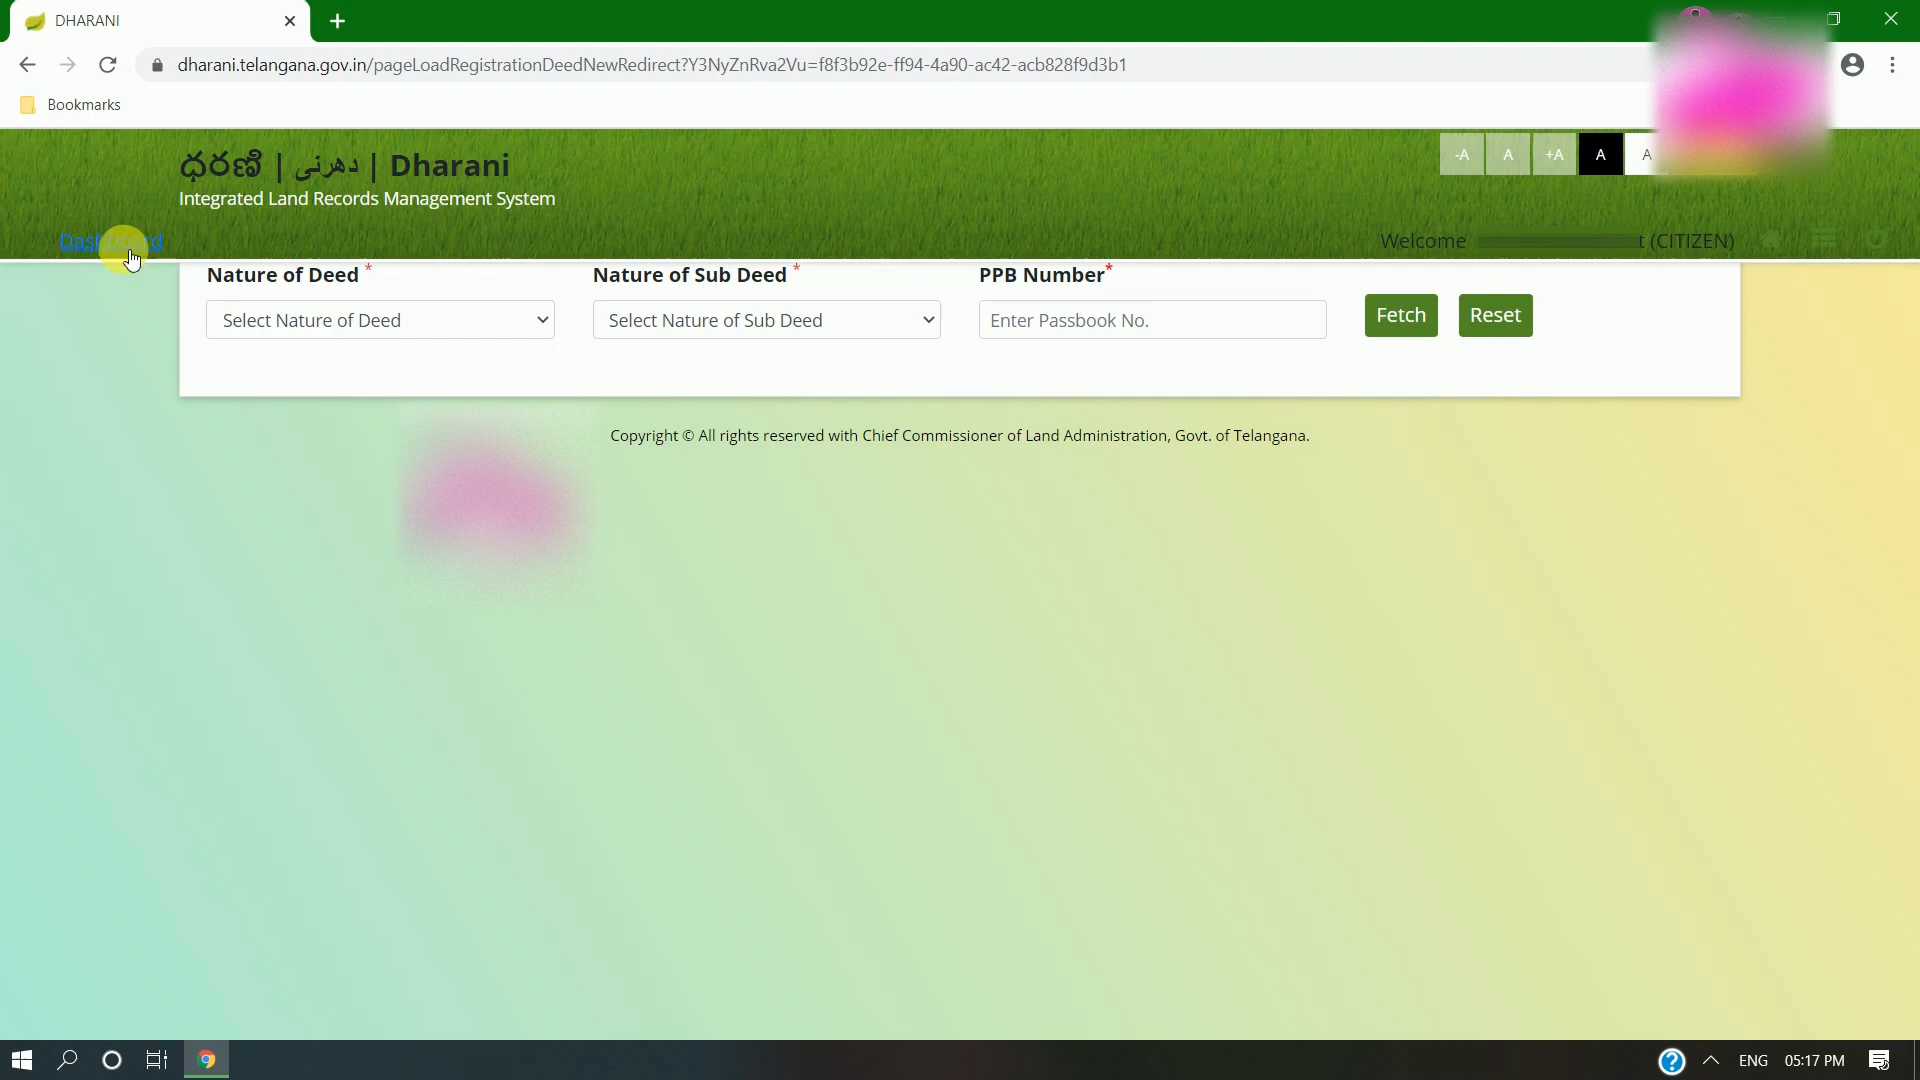 DHARANI
dharani.telangana.gov.in/pageLoadRegistrationDeedNewRedirect?Y3NyZnRva2Vu=f8f3b92e-ff94-4a90-ac42-acb828f9d3b1
Bookmarks
ధరణి | دھرنی | Dharani
-A A +A A A
Integrated Land Records Management System
Dashboard
Welcome t (CITIZEN)
Nature of Deed * Nature of Sub Deed * PPB Number*
Select Nature of Deed Select Nature of Sub Deed Enter Passbook No. Fetch Reset
Copyright © All rights reserved with Chief Commissioner of Land Administration, Govt. of Telangana.
ENG 05:17 PM